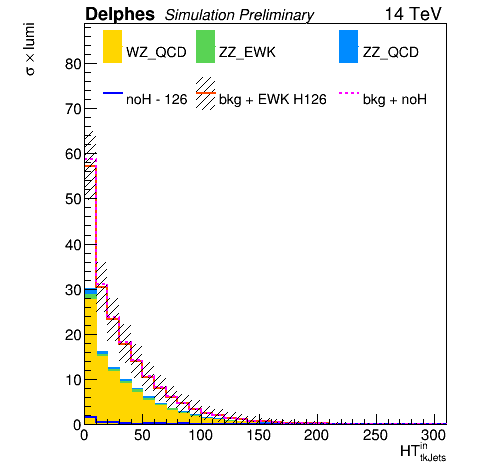 Delphes Simulation Preliminary 14 TeV
σ × lumi
WZ_QCD ZZ_EWK ZZ_QCD
noH - 126 bkg + EWK H126 bkg + noH
80
70
60
50
40
30
20
10
0
0 50 100 150 200 250 300
HT^in_tkJets